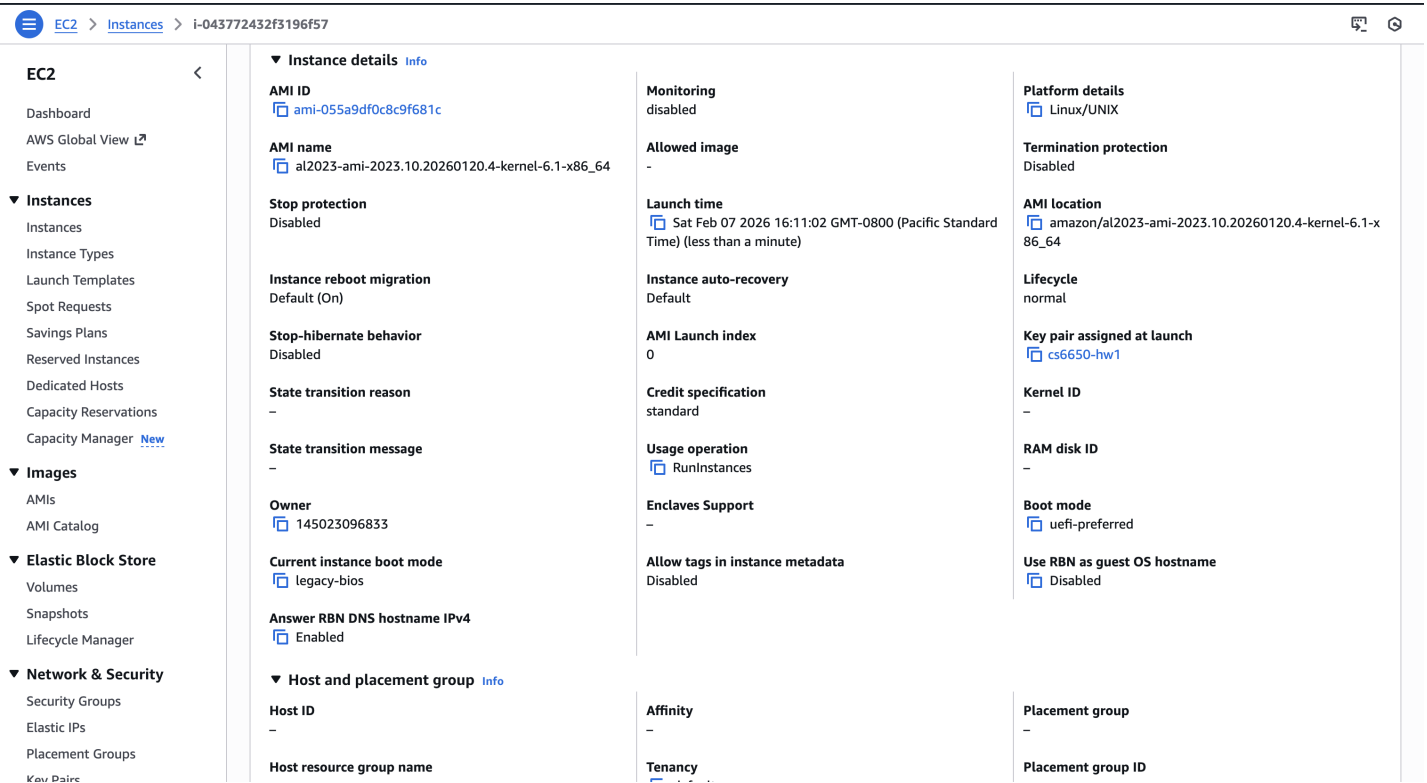 EC2 > Instances > i-043772432f3196f57
EC2
Dashboard
AWS Global View
Events
Instances
Instances
Instance Types
Launch Templates
Spot Requests
Savings Plans
Reserved Instances
Dedicated Hosts
Capacity Reservations
Capacity Manager New
Images
AMIs
AMI Catalog
Elastic Block Store
Volumes
Snapshots
Lifecycle Manager
Network & Security
Security Groups
Elastic IPs
Placement Groups
Key Pairs
Instance details Info
AMI ID
ami-055a9df0c8c9f681c
Monitoring
disabled
Platform details
Linux/UNIX
AMI name
al2023-ami-2023.10.20260120.4-kernel-6.1-x86_64
Allowed image
-
Termination protection
Disabled
Stop protection
Disabled
Launch time
Sat Feb 07 2026 16:11:02 GMT-0800 (Pacific Standard
Time) (less than a minute)
AMI location
amazon/al2023-ami-2023.10.20260120.4-kernel-6.1-x
86_64
Instance reboot migration
Default (On)
Instance auto-recovery
Default
Lifecycle
normal
Stop-hibernate behavior
Disabled
AMI Launch index
0
Key pair assigned at launch
cs6650-hw1
State transition reason
–
Credit specification
standard
Kernel ID
–
State transition message
–
Usage operation
RunInstances
RAM disk ID
–
Owner
145023096833
Enclaves Support
–
Boot mode
uefi-preferred
Current instance boot mode
legacy-bios
Allow tags in instance metadata
Disabled
Use RBN as guest OS hostname
Disabled
Answer RBN DNS hostname IPv4
Enabled
Host and placement group Info
Host ID
–
Affinity
–
Placement group
–
Host resource group name
Tenancy
Placement group ID